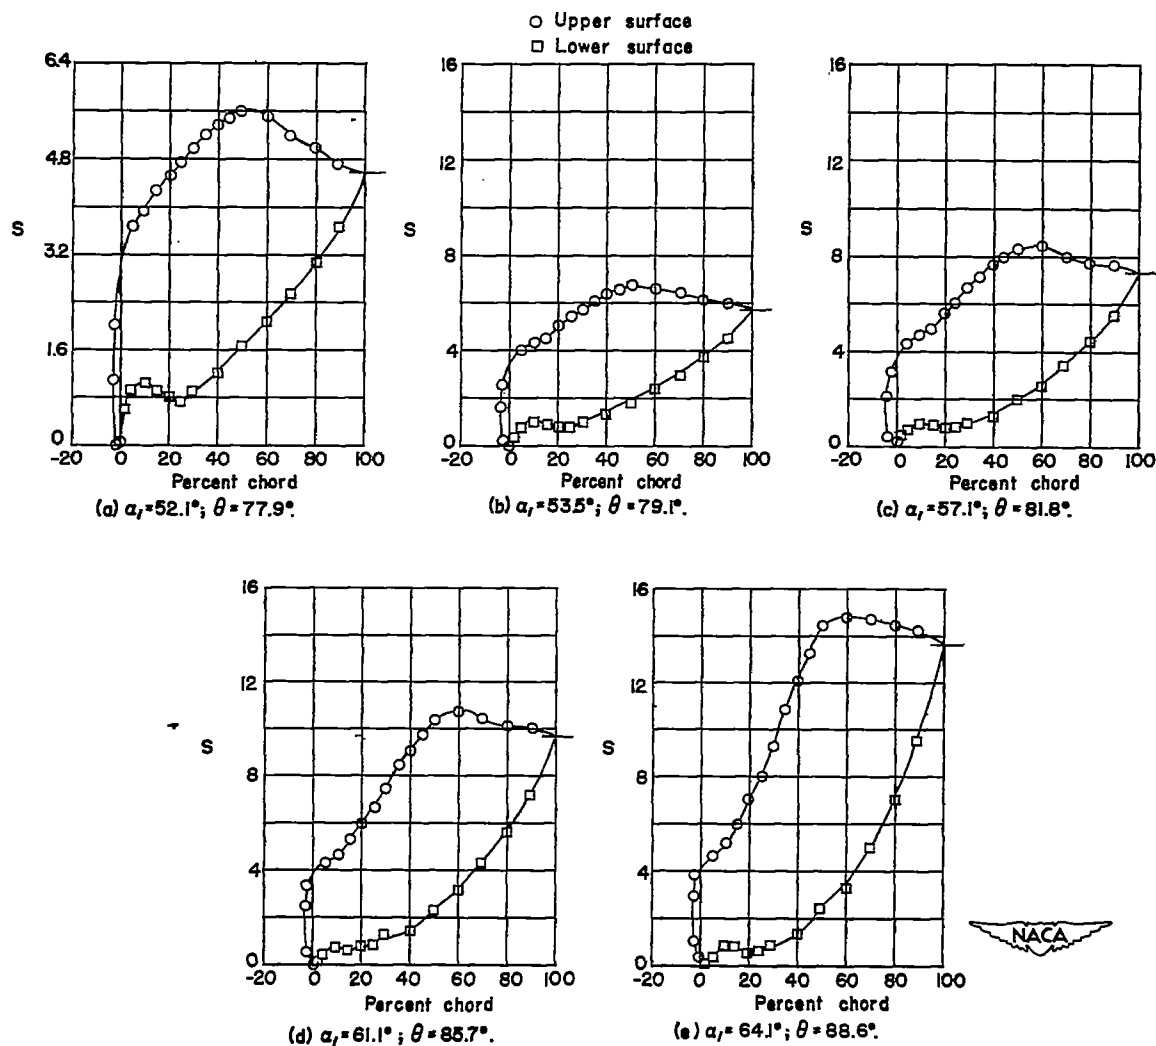 ○ Upper surface
□ Lower surface
6.4
4.8
S
3.2
1.6
0
-20 0 20 40 60 80 100
Percent chord
(a) α₁=52.1°; θ=77.9°.
16
12
S
8
4
0
-20 0 20 40 60 80 100
Percent chord
(b) α₁=53.5°; θ=79.1°.
16
12
S
8
4
0
-20 0 20 40 60 80 100
Percent chord
(c) α₁=57.1°; θ=81.8°.
16
12
S
8
4
0
-20 0 20 40 60 80 100
Percent chord
(d) α₁=61.1°; θ=85.7°.
16
12
S
8
4
0
-20 0 20 40 60 80 100
Percent chord
(e) α₁=64.1°; θ=88.6°.
NACA